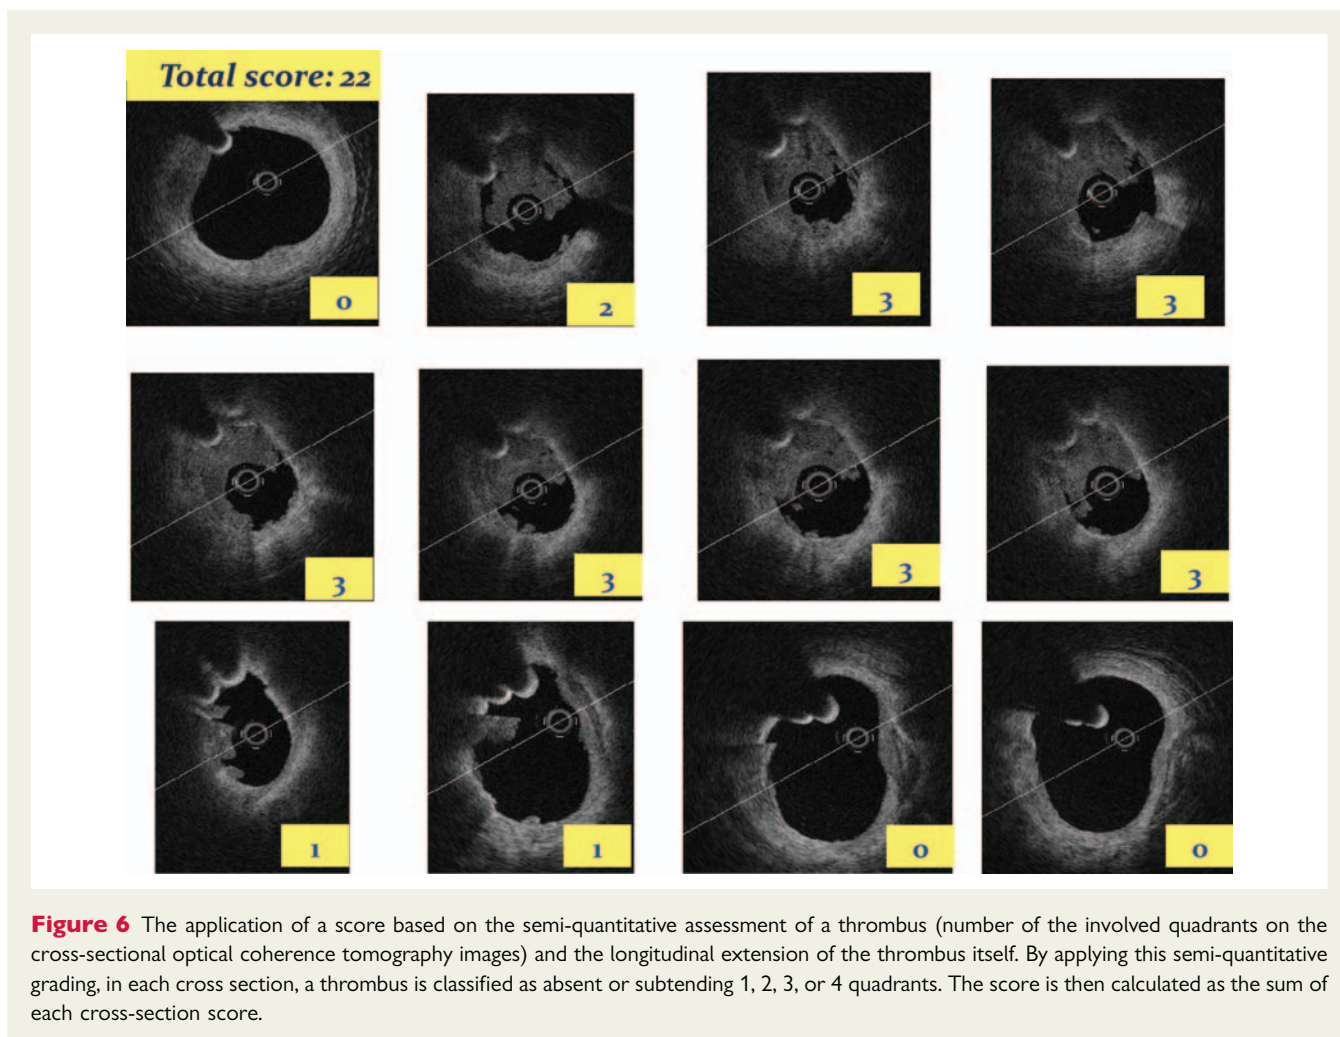 Total score: 22
0
2
3
3
3
3
3
3
1
1
0
0
Figure 6 The application of a score based on the semi-quantitative assessment of a thrombus (number of the involved quadrants on the
cross-sectional optical coherence tomography images) and the longitudinal extension of the thrombus itself. By applying this semi-quantitative
grading, in each cross section, a thrombus is classified as absent or subtending 1, 2, 3, or 4 quadrants. The score is then calculated as the sum of
each cross-section score.